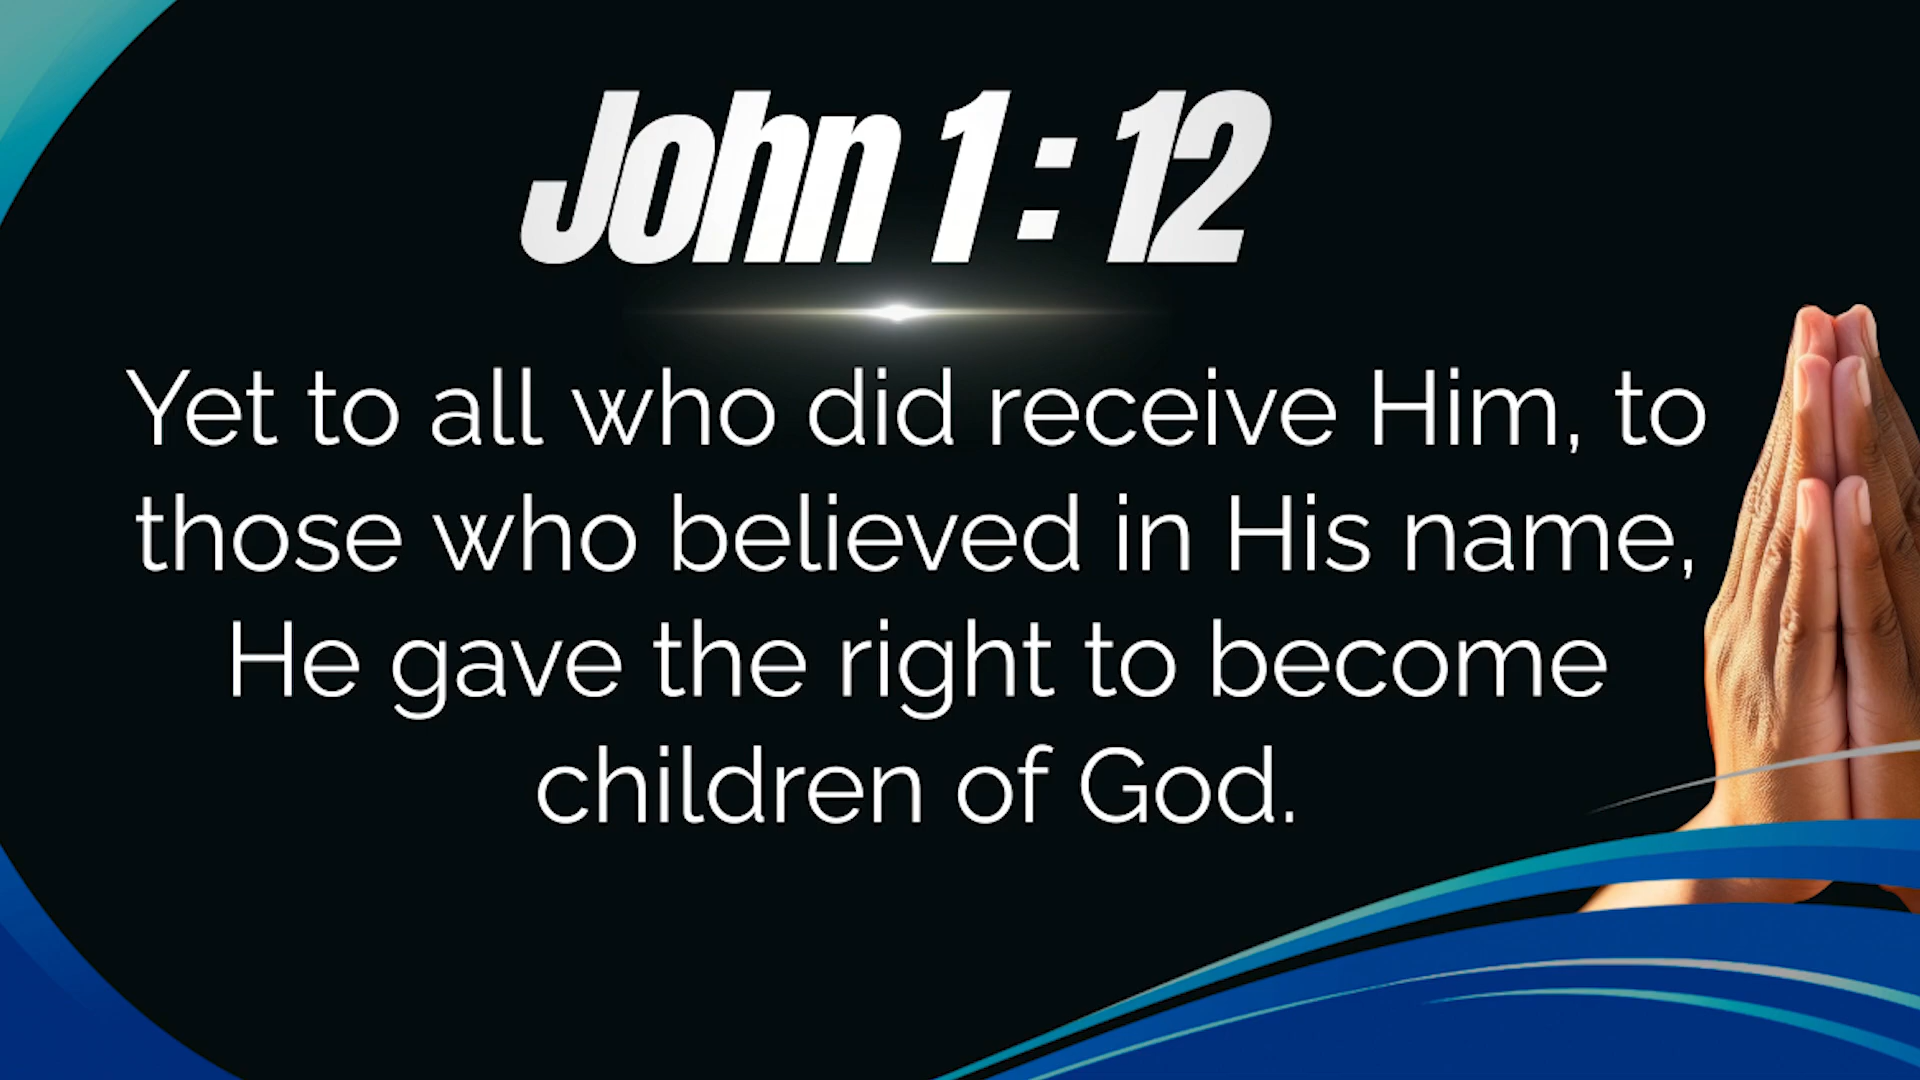 John 1 : 12
Yet to all who did receive Him, to
those who believed in His name,
He gave the right to become
children of God.